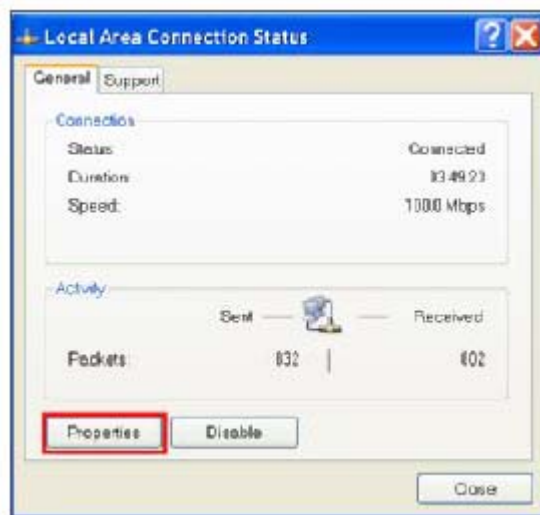 Local Area Connection Status
General Support
Connection
Status Connected
Duration 03:49:23
Speed: 100.0 Mbps
Activity
Sent Received
Packets: 832 802
Properties Disable
Close